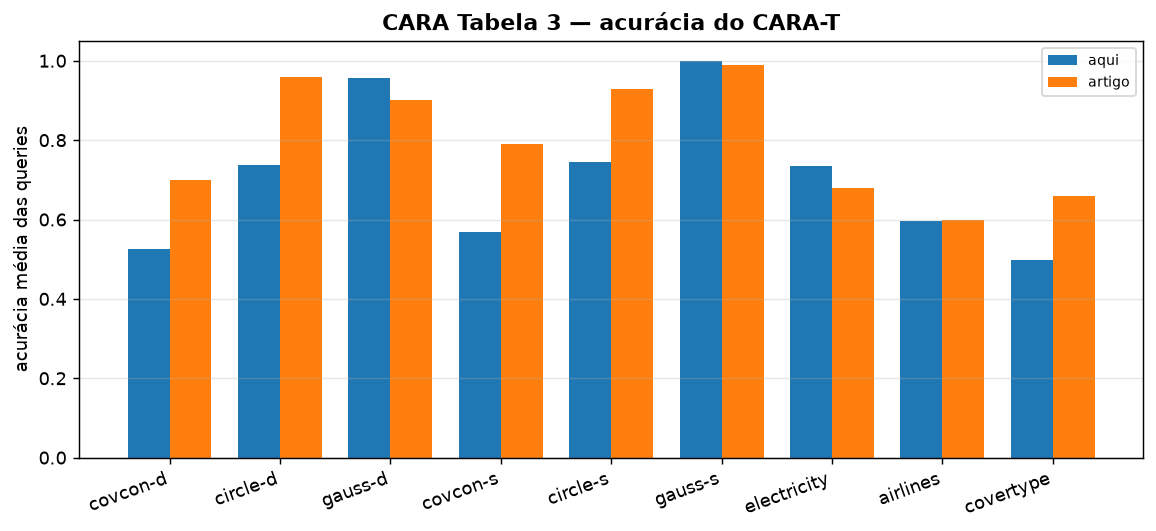 CARA Tabela 3 — acurácia do CARA-T
aqui
artigo
acurácia média das queries
1.0
0.8
0.6
0.4
0.2
0.0
covcon-d
circle-d
gauss-d
covcon-s
circle-s
gauss-s
electricity
airlines
covertype